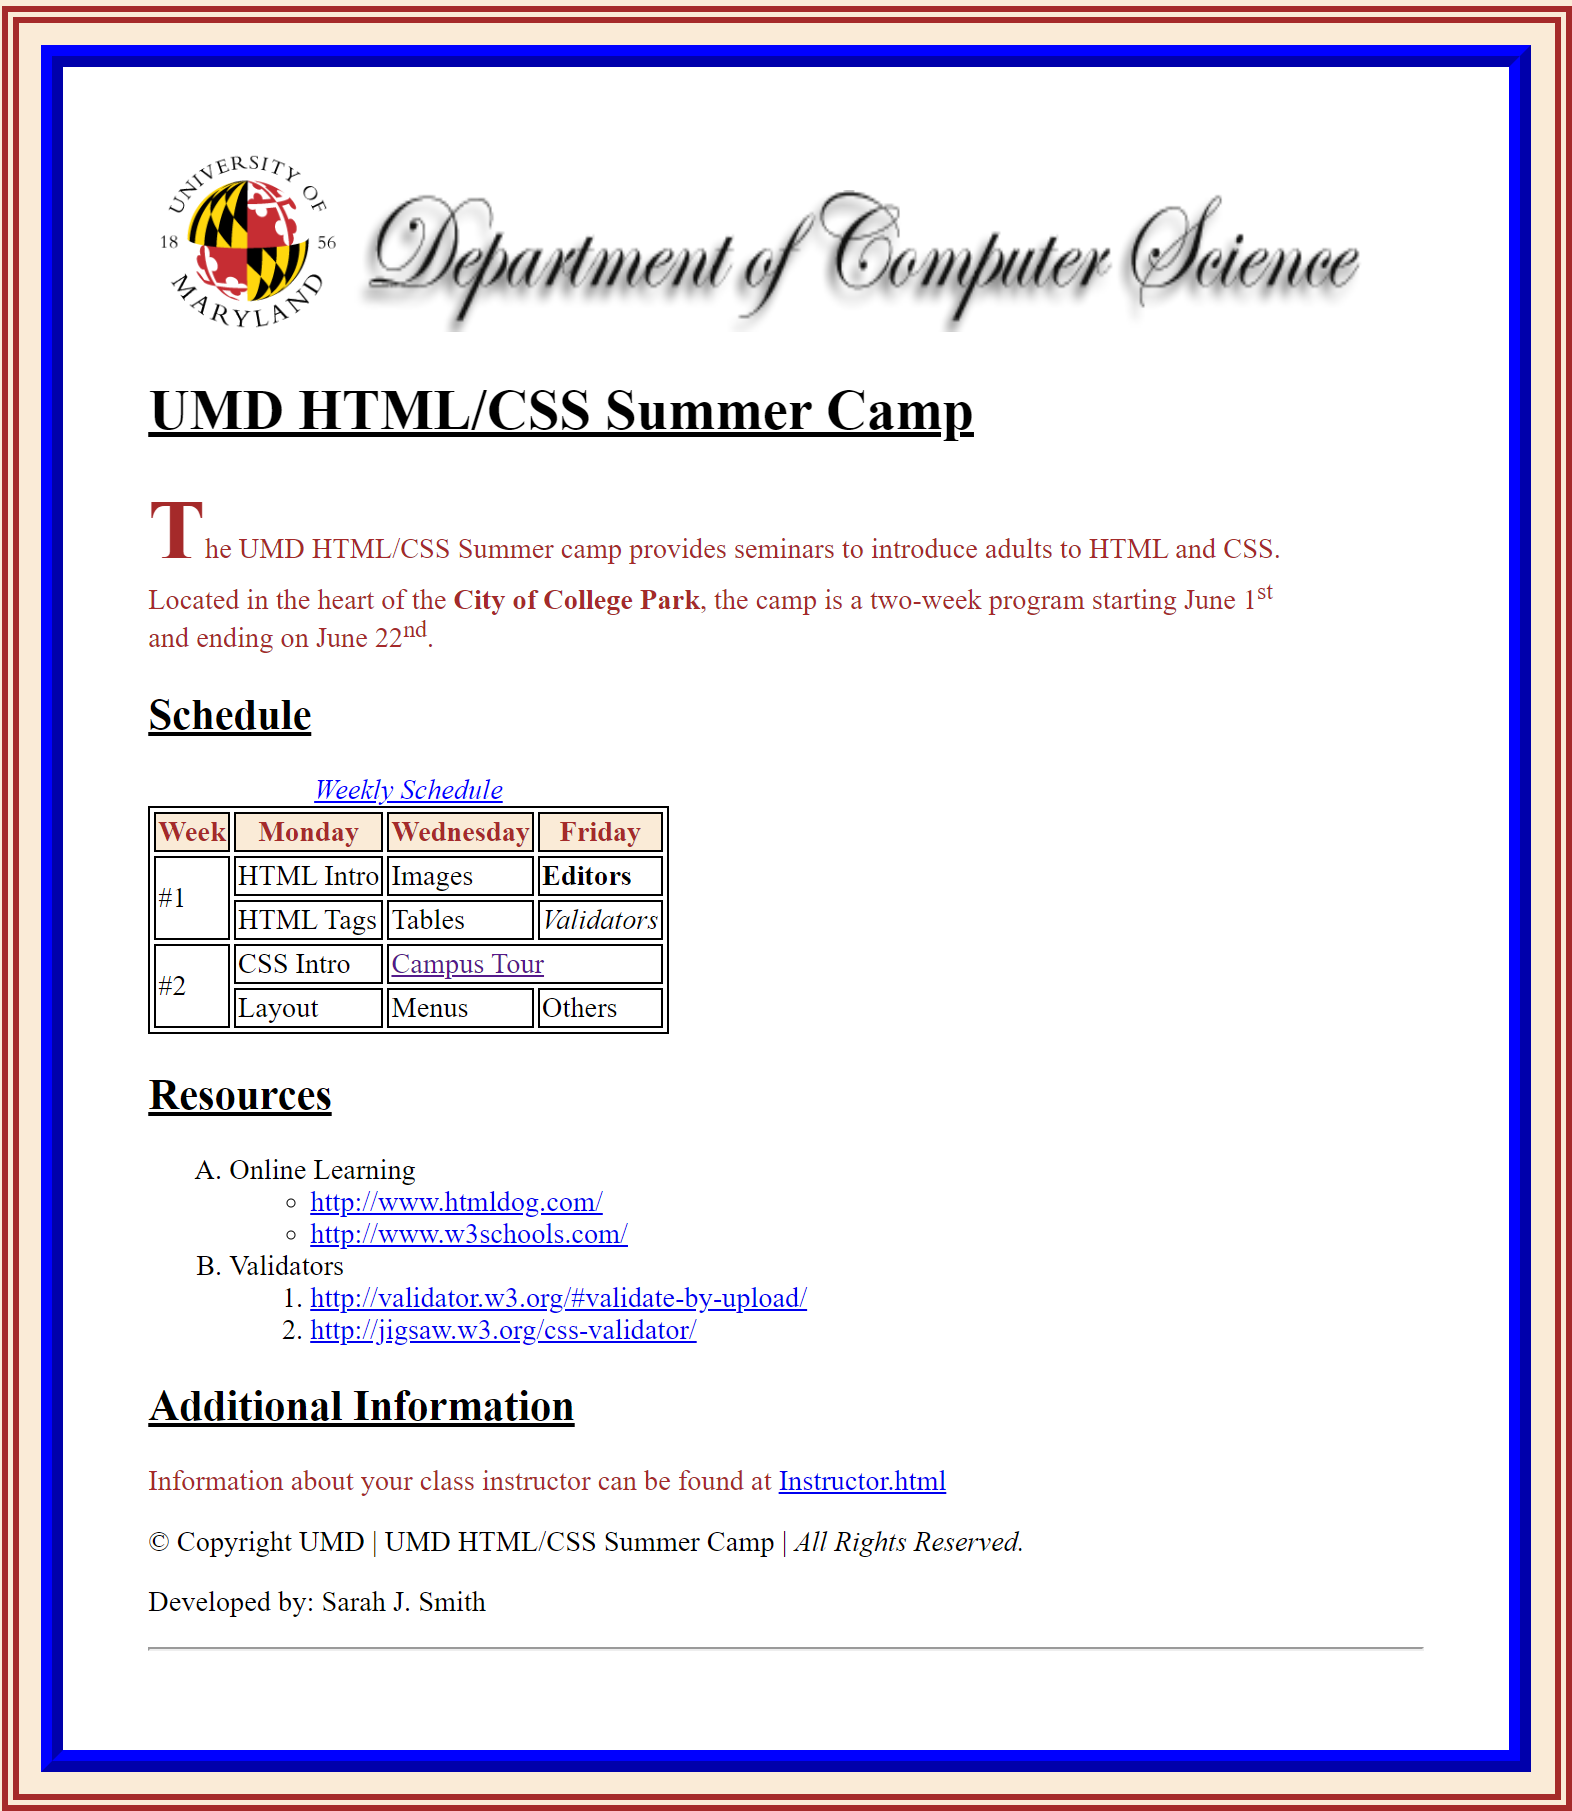 UNIVERSITY OF
18 56
MARYLAND
Department of Computer Science
UMD HTML/CSS Summer Camp
The UMD HTML/CSS Summer camp provides seminars to introduce adults to HTML and CSS.
Located in the heart of the City of College Park, the camp is a two-week program starting June 1st
and ending on June 22nd.
Schedule
Weekly Schedule
Week Monday Wednesday Friday
#1 HTML Intro Images Editors
HTML Tags Tables Validators
#2 CSS Intro Campus Tour
Layout Menus Others
Resources
A. Online Learning
◦ http://www.htmldog.com/
◦ http://www.w3schools.com/
B. Validators
1. http://validator.w3.org/#validate-by-upload/
2. http://jigsaw.w3.org/css-validator/
Additional Information
Information about your class instructor can be found at Instructor.html
© Copyright UMD | UMD HTML/CSS Summer Camp | All Rights Reserved.
Developed by: Sarah J. Smith